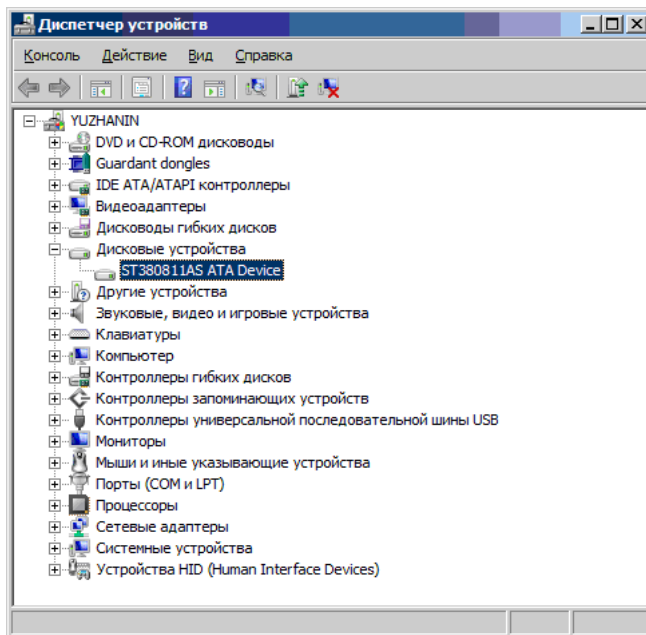 Диспетчер устройств
Консоль Действие Вид Справка
YUZHANIN
DVD и CD-ROM дисководы
Guardant dongles
IDE ATA/ATAPI контроллеры
Видеоадаптеры
Дисководы гибких дисков
Дисковые устройства
ST380811AS ATA Device
Другие устройства
Звуковые, видео и игровые устройства
Клавиатуры
Компьютер
Контроллеры гибких дисков
Контроллеры запоминающих устройств
Контроллеры универсальной последовательной шины USB
Мониторы
Мыши и иные указывающие устройства
Порты (COM и LPT)
Процессоры
Сетевые адаптеры
Системные устройства
Устройства HID (Human Interface Devices)